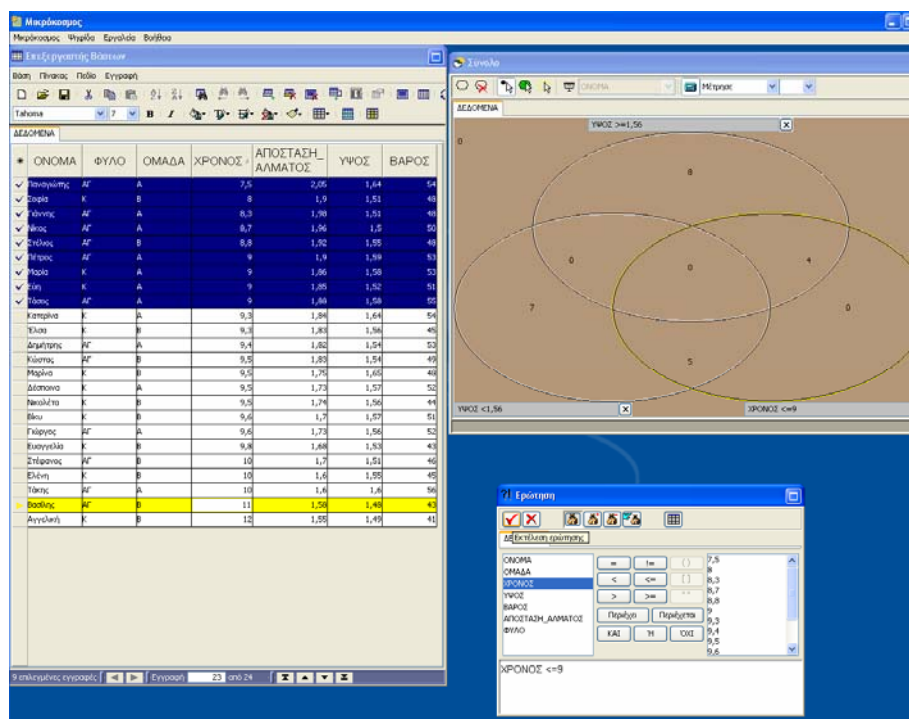 Μικρόκοσμος
Μικρόκοσμος Ψηφίδα Εργαλεία Βοήθεια
Επεξεργαστής Βάσεων
Βάση Πίνακας Πεδίο Εγγραφή
Tahoma 7 B I
ΔΕΔΟΜΕΝΑ
ΟΝΟΜΑ ΦΥΛΟ ΟΜΑΔΑ ΧΡΟΝΟΣ ΑΠΟΣΤΑΣΗ_ΑΛΜΑΤΟΣ ΥΨΟΣ ΒΑΡΟΣ
Παναγιώτης ΑΓ Α 7,5 2,05 1,64 54
Σοφία Κ Β 8 1,9 1,51 48
Γιάννης ΑΓ Α 8,3 1,98 1,51 48
Νίκος ΑΓ Α 8,7 1,96 1,5 50
Στέλιος ΑΓ Β 8,8 1,92 1,55 48
Πέτρος ΑΓ Α 9 1,9 1,59 53
Μαρία Κ Α 9 1,86 1,58 53
Εύη Κ Α 9 1,85 1,52 51
Τάσος ΑΓ Α 9 1,88 1,58 55
Κατερίνα Κ Α 9,3 1,84 1,64 54
Έλσα Κ Β 9,3 1,83 1,56 45
Δημήτρης ΑΓ Α 9,4 1,82 1,54 53
Κώστας ΑΓ Β 9,5 1,83 1,54 49
Μαρίνα Κ Β 9,5 1,75 1,65 48
Δέσποινα Κ Α 9,5 1,73 1,57 52
Νικολέτα Κ Β 9,5 1,74 1,56 44
Βίκυ Κ Β 9,6 1,7 1,57 51
Γιώργος ΑΓ Α 9,6 1,73 1,56 52
Ευαγγελία Κ Β 9,8 1,68 1,53 43
Στέφανος ΑΓ Β 10 1,7 1,51 46
Ελένη Κ Β 10 1,6 1,55 45
Τάκης ΑΓ Α 10 1,6 1,6 56
Βασίλης ΑΓ Β 11 1,58 1,48 43
Αγγελική Κ Β 12 1,55 1,49 41
9 επιλεγμένες εγγραφές Εγγραφή 23 από 24
Σύνολο
ΟΝΟΜΑ Μέτρησε
ΔΕΔΟΜΕΝΑ
ΥΨΟΣ >=1,56
0
8
0 0 4
7 0
5
ΥΨΟΣ <1,56 ΧΡΟΝΟΣ <=9
Ερώτηση
Εκτέλεση ερώτησης
ΟΝΟΜΑ
ΟΜΑΔΑ
ΧΡΟΝΟΣ
ΥΨΟΣ
ΒΑΡΟΣ
ΑΠΟΣΤΑΣΗ_ΑΛΜΑΤΟΣ
ΦΥΛΟ
= != ( )
< <= [ ]
> >= " "
Περιέχει Περιέχεται
ΚΑΙ Ή ΌΧΙ
7,5
8
8,3
8,7
8,8
9
9,3
9,4
9,5
9,6
ΧΡΟΝΟΣ <=9